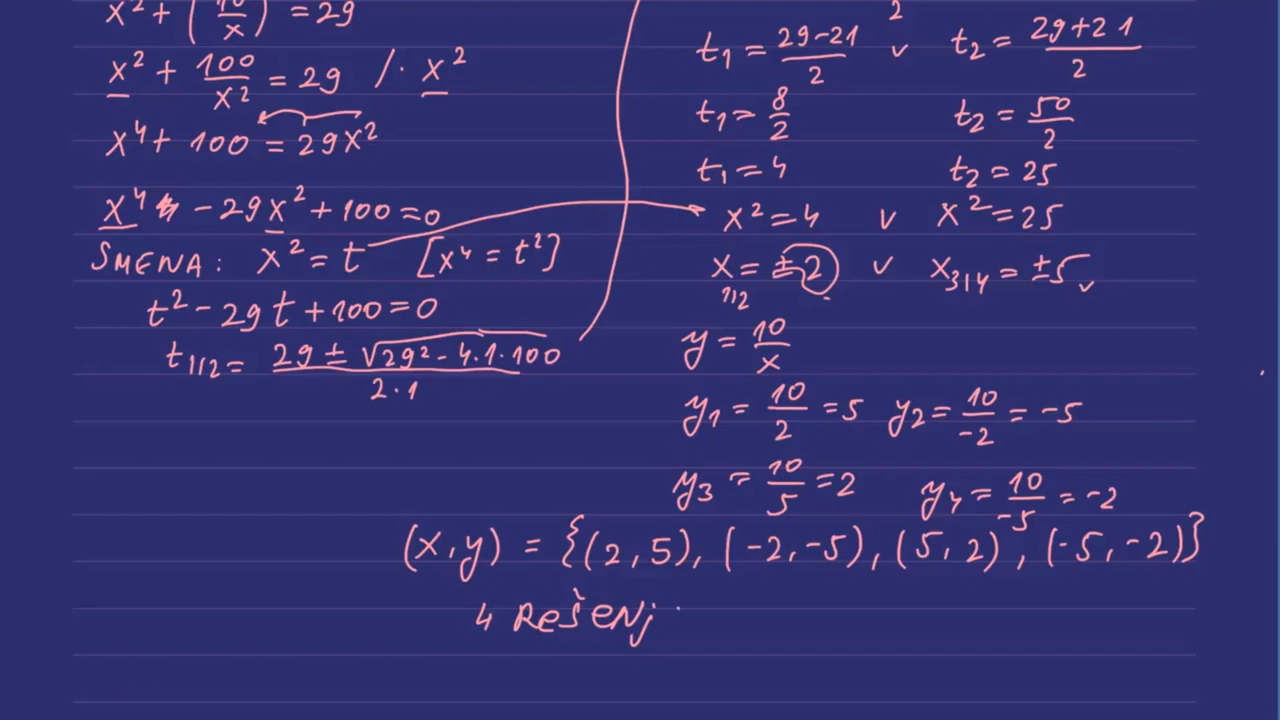 x² + (10/x) = 29
x² + 100/x² = 29 / · x²
x⁴ + 100 = 29x²
x⁴ - 29x² + 100 = 0
SMENA: x² = t [x⁴ = t²]
t² - 29t + 100 = 0
t1/2 = (29 ± √(29² - 4·1·100))/(2·1)
2
t₁ = (29-21)/2 v t₂ = (29+21)/2
t₁ = 8/2 t₂ = 50/2
t₁ = 4 t₂ = 25
x² = 4 v x² = 25
x1/2 = ±2 v x3/4 = ±5
y = 10/x
y₁ = 10/2 = 5 y₂ = 10/-2 = -5
y₃ = 10/5 = 2 y₄ = 10/-5 = -2
(x,y) = {(2,5), (-2,-5), (5,2), (-5,-2)}
4 REŠENJ